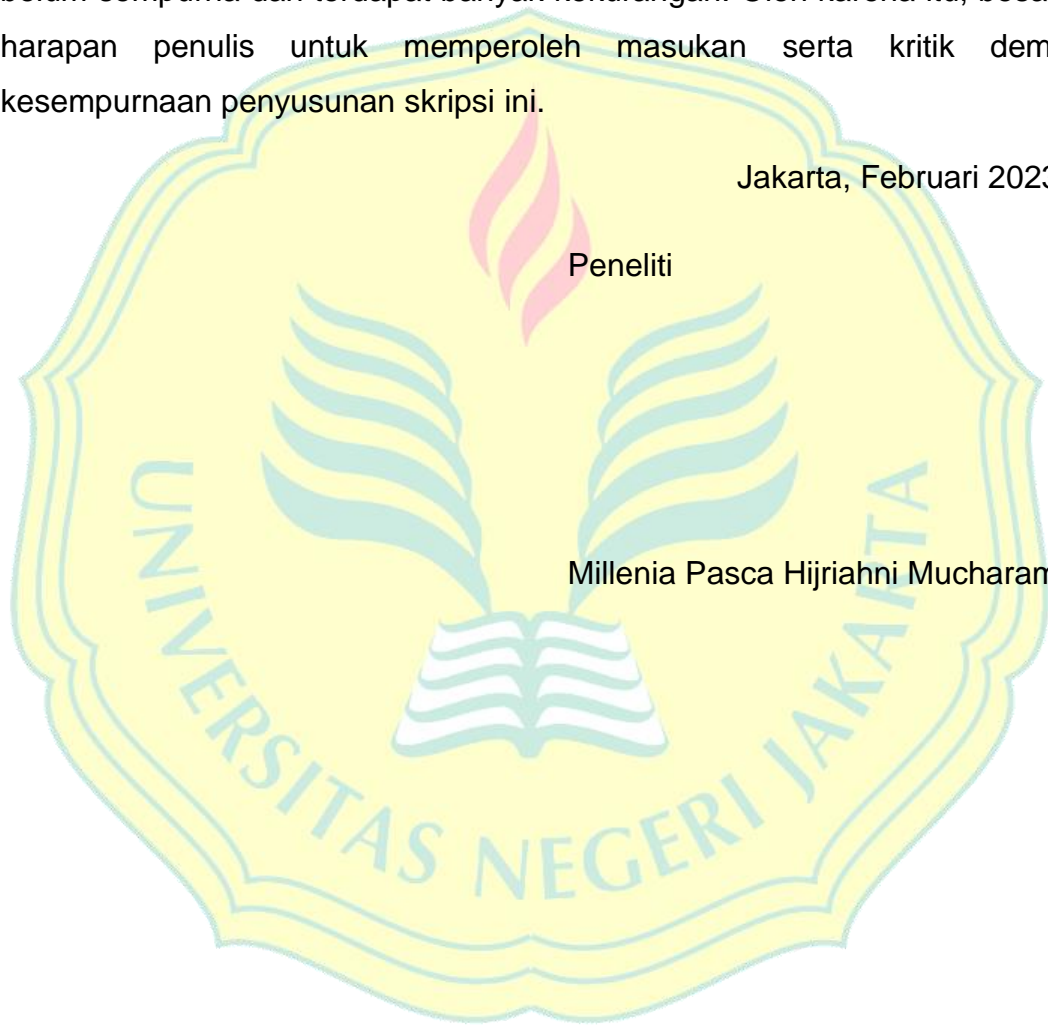 harapan penulis untuk memperoleh masukan serta kritik dem
kesempurnaan penyusunan skripsi ini.
Jakarta, Februari 2023
Peneliti
Millenia Pasca Hijriahni Mucharam
UNIVERSITAS NEGERI JAKARTA